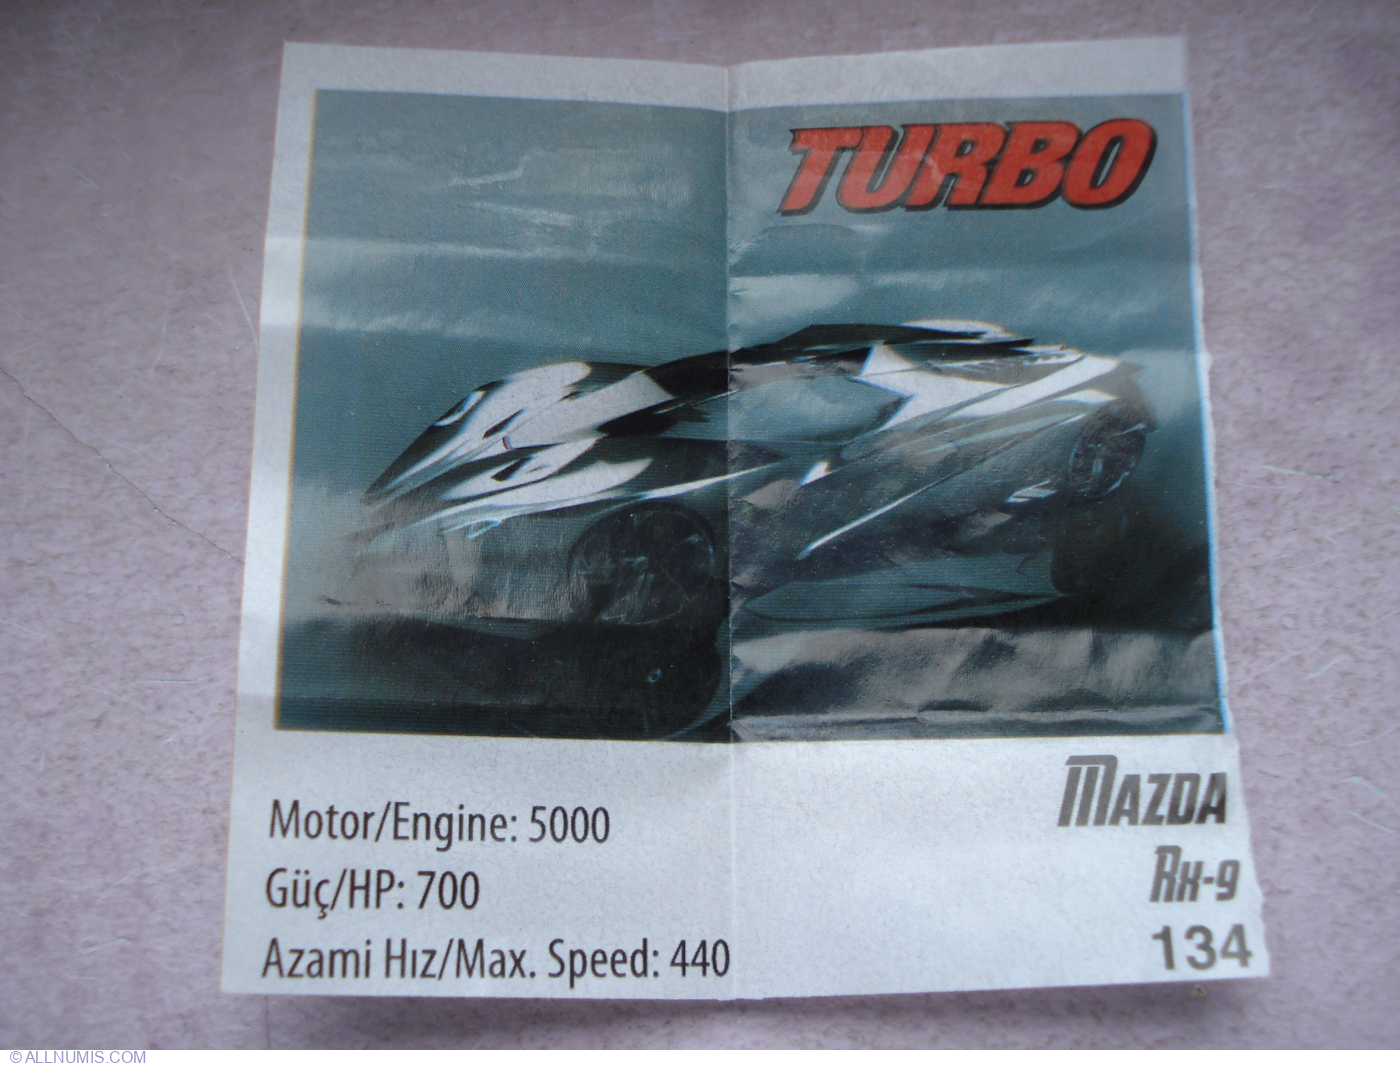 TURBO
Motor/Engine: 5000
Güç/HP: 700
Azami Hız/Max. Speed: 440
MAZDA
RX-9
134
© ALLNUMIS.COM